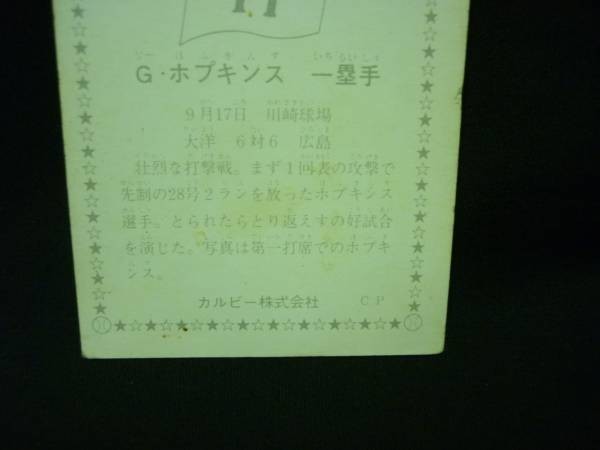 G・ホプキンス 一塁手
9月17日 川崎球場
大洋 6対6 広島
壮烈な打撃戦。まず1回表の攻撃で
先制の28号2ランを放ったホプキンス
選手。とられたらとり返えすの好試合
を演じた。写真は第一打席でのホプキ
ンス。
カルビー株式会社 CP